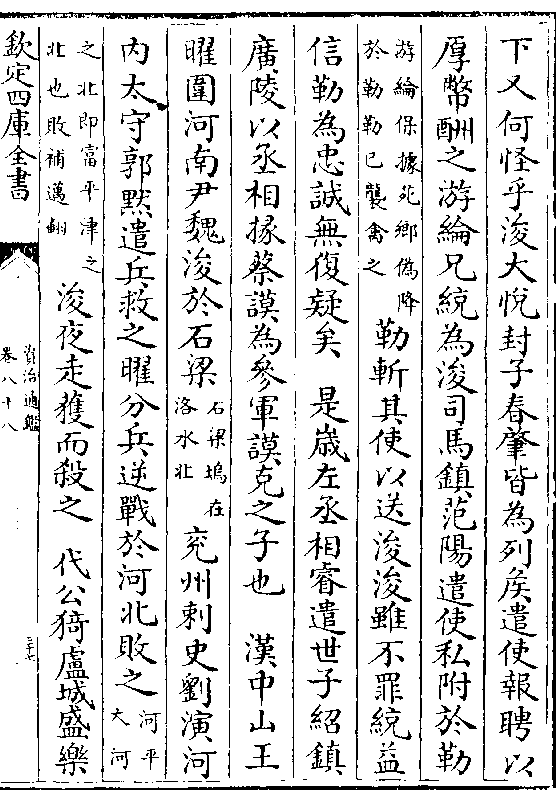 下又何怪乎浚大悅封子春肇皆為列矦遣使報聘以
厚幣酬之游綸兄統為浚司馬鎮范陽遣使私附於勒
游綸保據苑鄉偽降
於勒勒已襲禽之
勒斬其使以送浚浚雖不罪統益
信勒為忠誠無復疑矣 是歲左丞相睿遣世子紹鎮
廣陵以丞相掾蔡謨為參軍謨克之子也 漢中山王
曜圍河南尹魏浚於石梁
石梁塢在
洛水北
兖州刺史劉演河
内太守郭默遣兵救之曜分兵逆戰於河北敗之
河平
大河
之北即富平津之
北也敗補邁翻
浚夜走獲而殺之 代公猗盧城盛樂
欽定四庫全書
資治通鑑
卷八十八
三十七